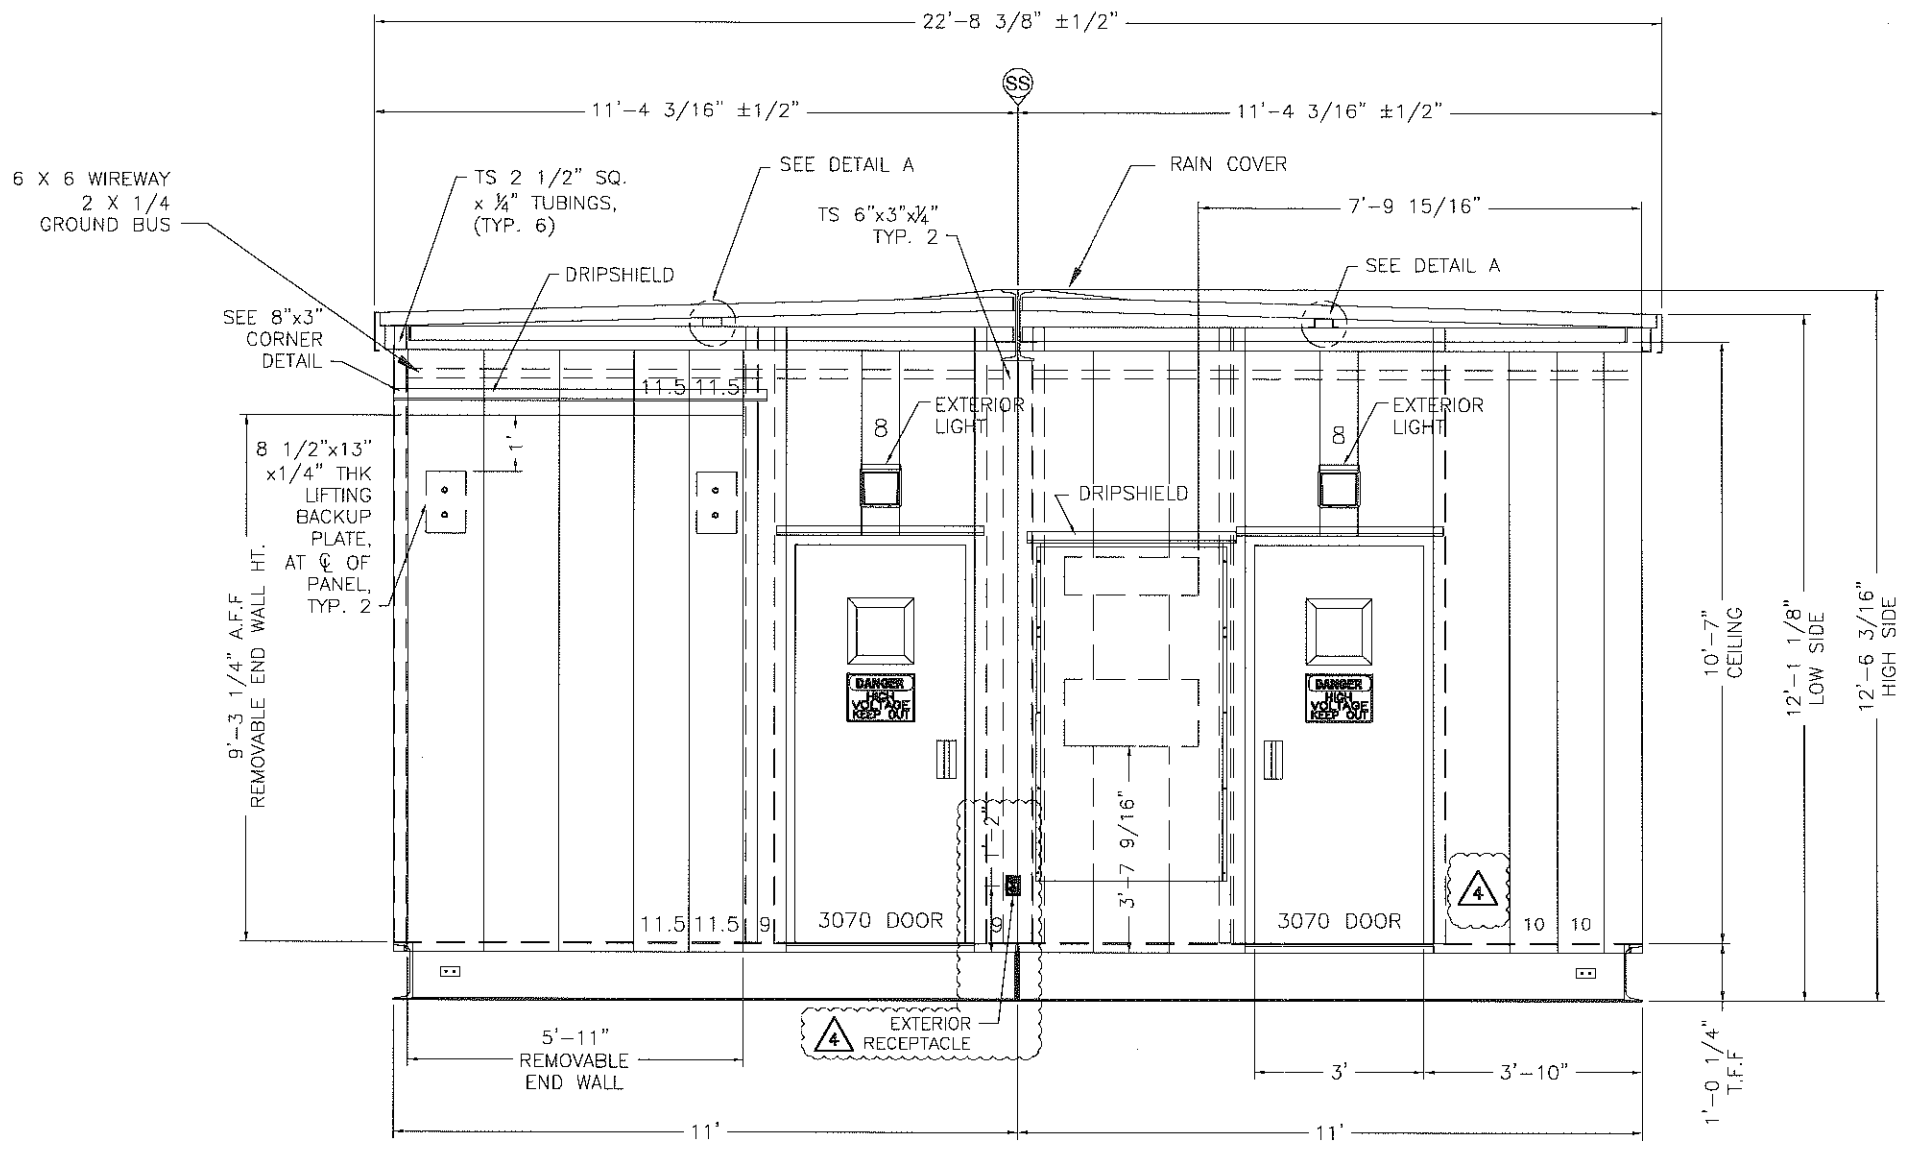 22'-8 3/8" ±1/2"
SS
11'-4 3/16" ±1/2"
11'-4 3/16" ±1/2"
SEE DETAIL A
RAIN COVER
6 X 6 WIREWAY
2 X 1/4
GROUND BUS
TS 2 1/2" SQ.
x 1/4" TUBINGS,
(TYP. 6)
TS 6"x3"x1/4"
TYP. 2
7'-9 15/16"
DRIPSHIELD
SEE DETAIL A
SEE 8"x3"
CORNER
DETAIL
11.5 11.5
EXTERIOR
LIGHT
8
EXTERIOR
LIGHT
8
1'
8 1/2"x13"
x1/4" THK
LIFTING
BACKUP
PLATE,
AT ℄ OF
PANEL,
TYP. 2
DRIPSHIELD
9'-3 1/4" A.F.F
REMOVABLE END WALL HT.
DANGER
HIGH
VOLTAGE
KEEP OUT
DANGER
HIGH
VOLTAGE
KEEP OUT
10'-7"
CEILING
12'-1 1/8"
LOW SIDE
12'-6 3/16"
HIGH SIDE
1'-2"
3'-7 9/16"
4
11.5 11.5 9
3070 DOOR
9
3070 DOOR
10 10
4
EXTERIOR
RECEPTACLE
5'-11"
REMOVABLE
END WALL
3'
3'-10"
1'-0 1/4"
T.F.F
11'
11'